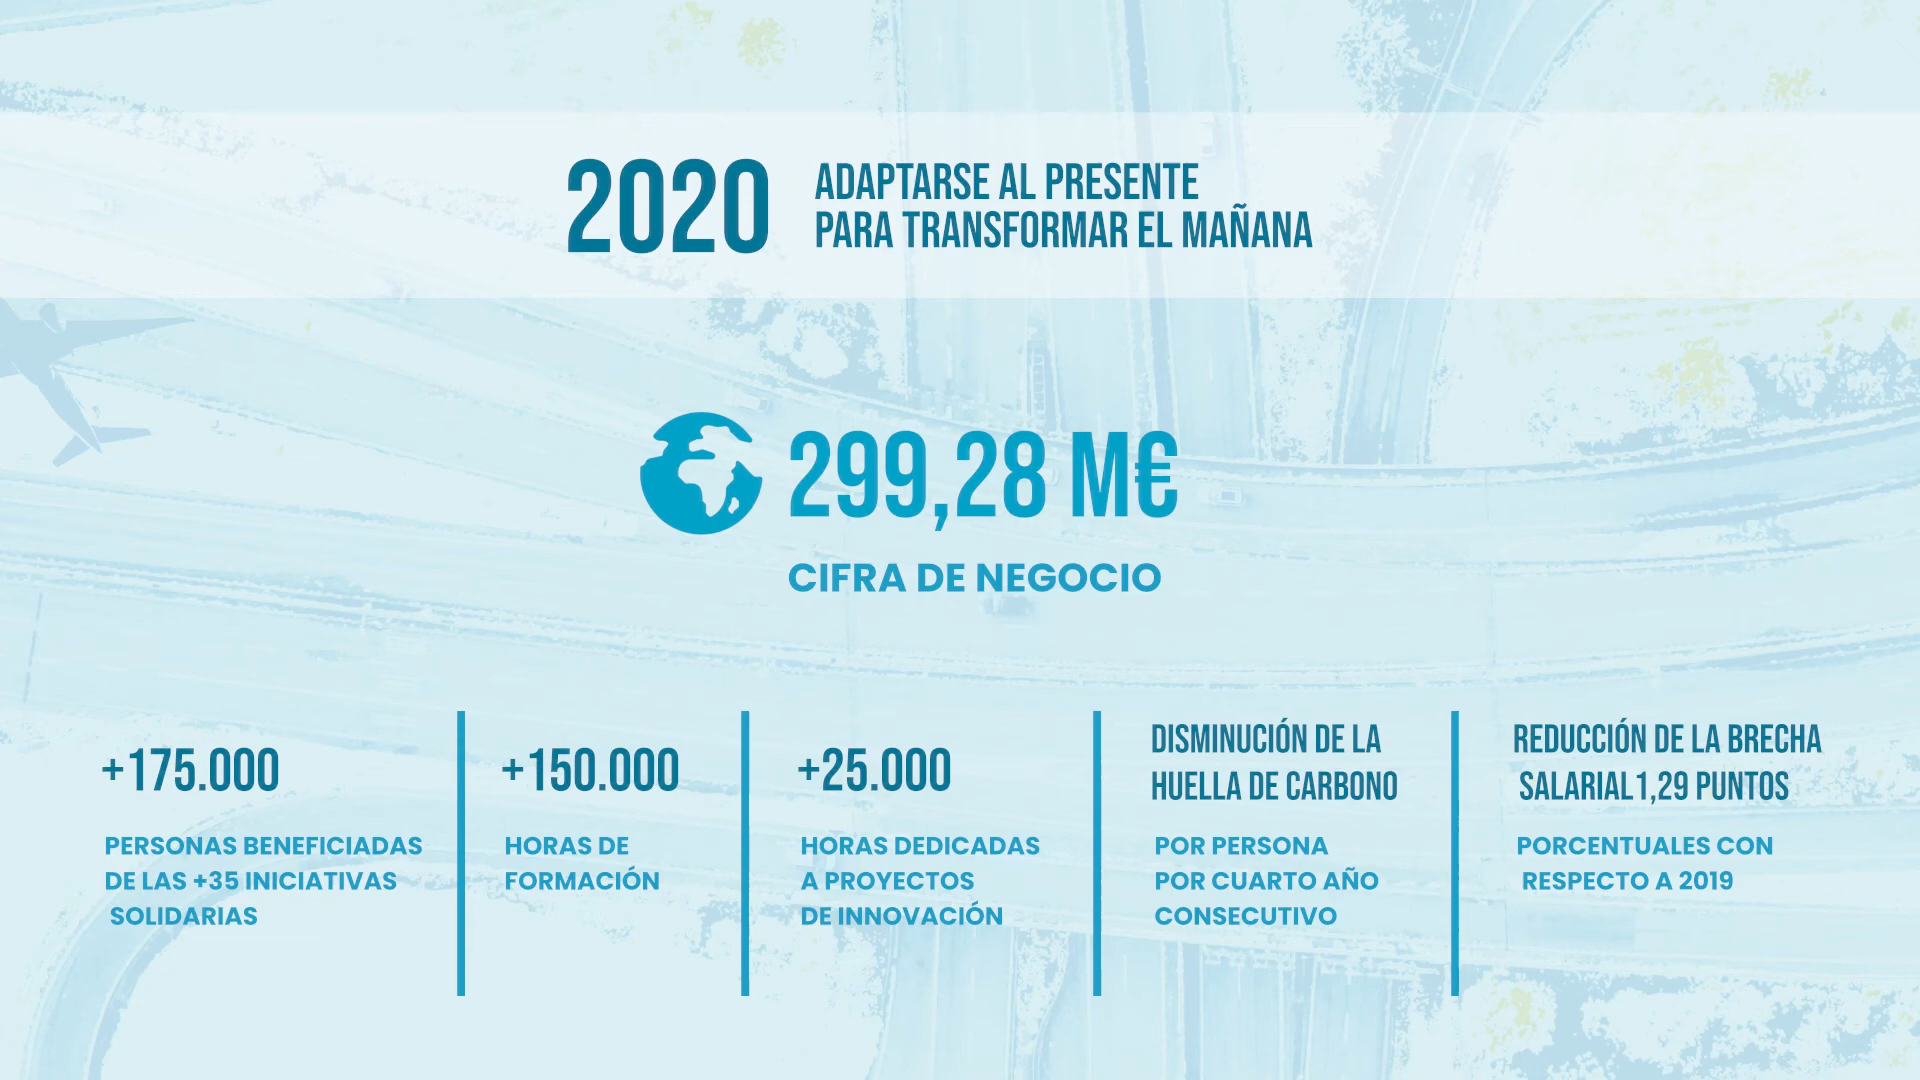 2020
ADAPTARSE AL PRESENTE
PARA TRANSFORMAR EL MAÑANA
299,28 M€
CIFRA DE NEGOCIO
+175.000
PERSONAS BENEFICIADAS
DE LAS +35 INICIATIVAS
SOLIDARIAS
+150.000
HORAS DE
FORMACIÓN
+25.000
HORAS DEDICADAS
A PROYECTOS
DE INNOVACIÓN
DISMINUCIÓN DE LA
HUELLA DE CARBONO
POR PERSONA
POR CUARTO AÑO
CONSECUTIVO
REDUCCIÓN DE LA BRECHA
SALARIAL1,29 PUNTOS
PORCENTUALES CON
RESPECTO A 2019